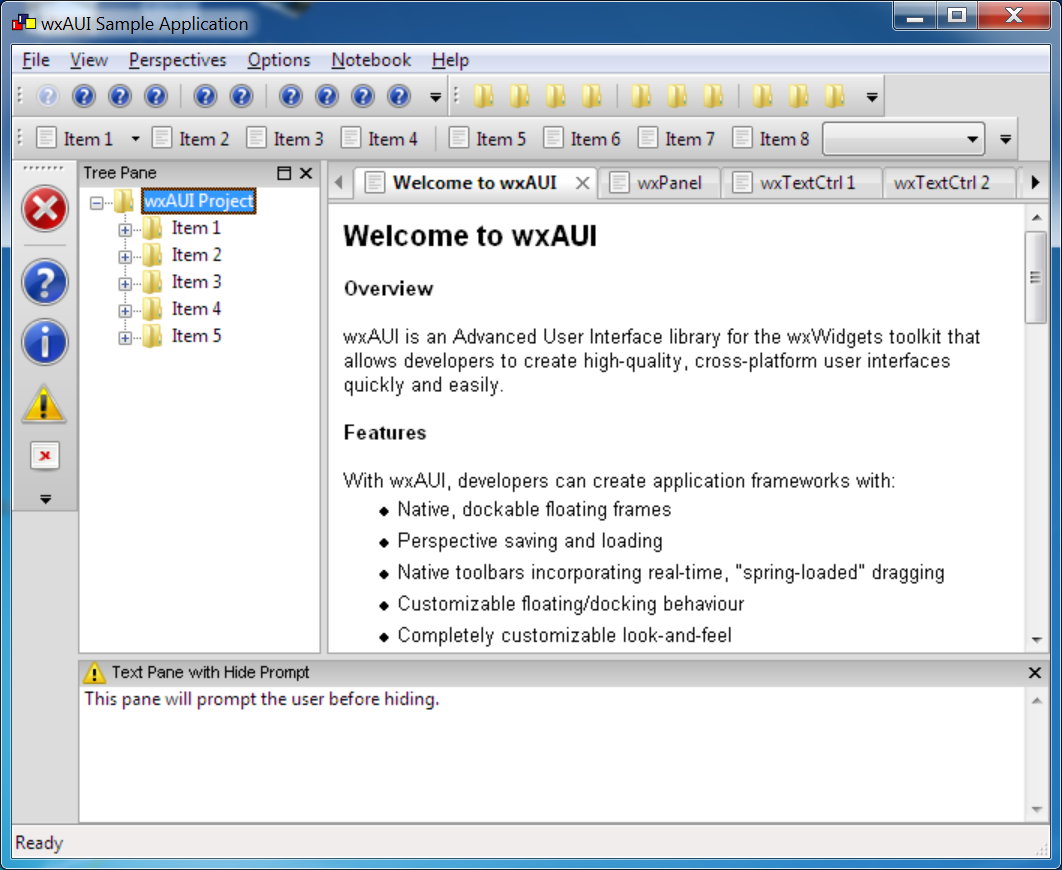 wxAUI Sample Application
File View Perspectives Options Notebook Help
Item 1 Item 2 Item 3 Item 4 Item 5 Item 6 Item 7 Item 8
Tree Pane
wxAUI Project
Item 1
Item 2
Item 3
Item 4
Item 5
Welcome to wxAUI wxPanel wxTextCtrl 1 wxTextCtrl 2
Welcome to wxAUI
Overview
wxAUI is an Advanced User Interface library for the wxWidgets toolkit that
allows developers to create high-quality, cross-platform user interfaces
quickly and easily.
Features
With wxAUI, developers can create application frameworks with:
Native, dockable floating frames
Perspective saving and loading
Native toolbars incorporating real-time, "spring-loaded" dragging
Customizable floating/docking behaviour
Completely customizable look-and-feel
Text Pane with Hide Prompt
This pane will prompt the user before hiding.
Ready